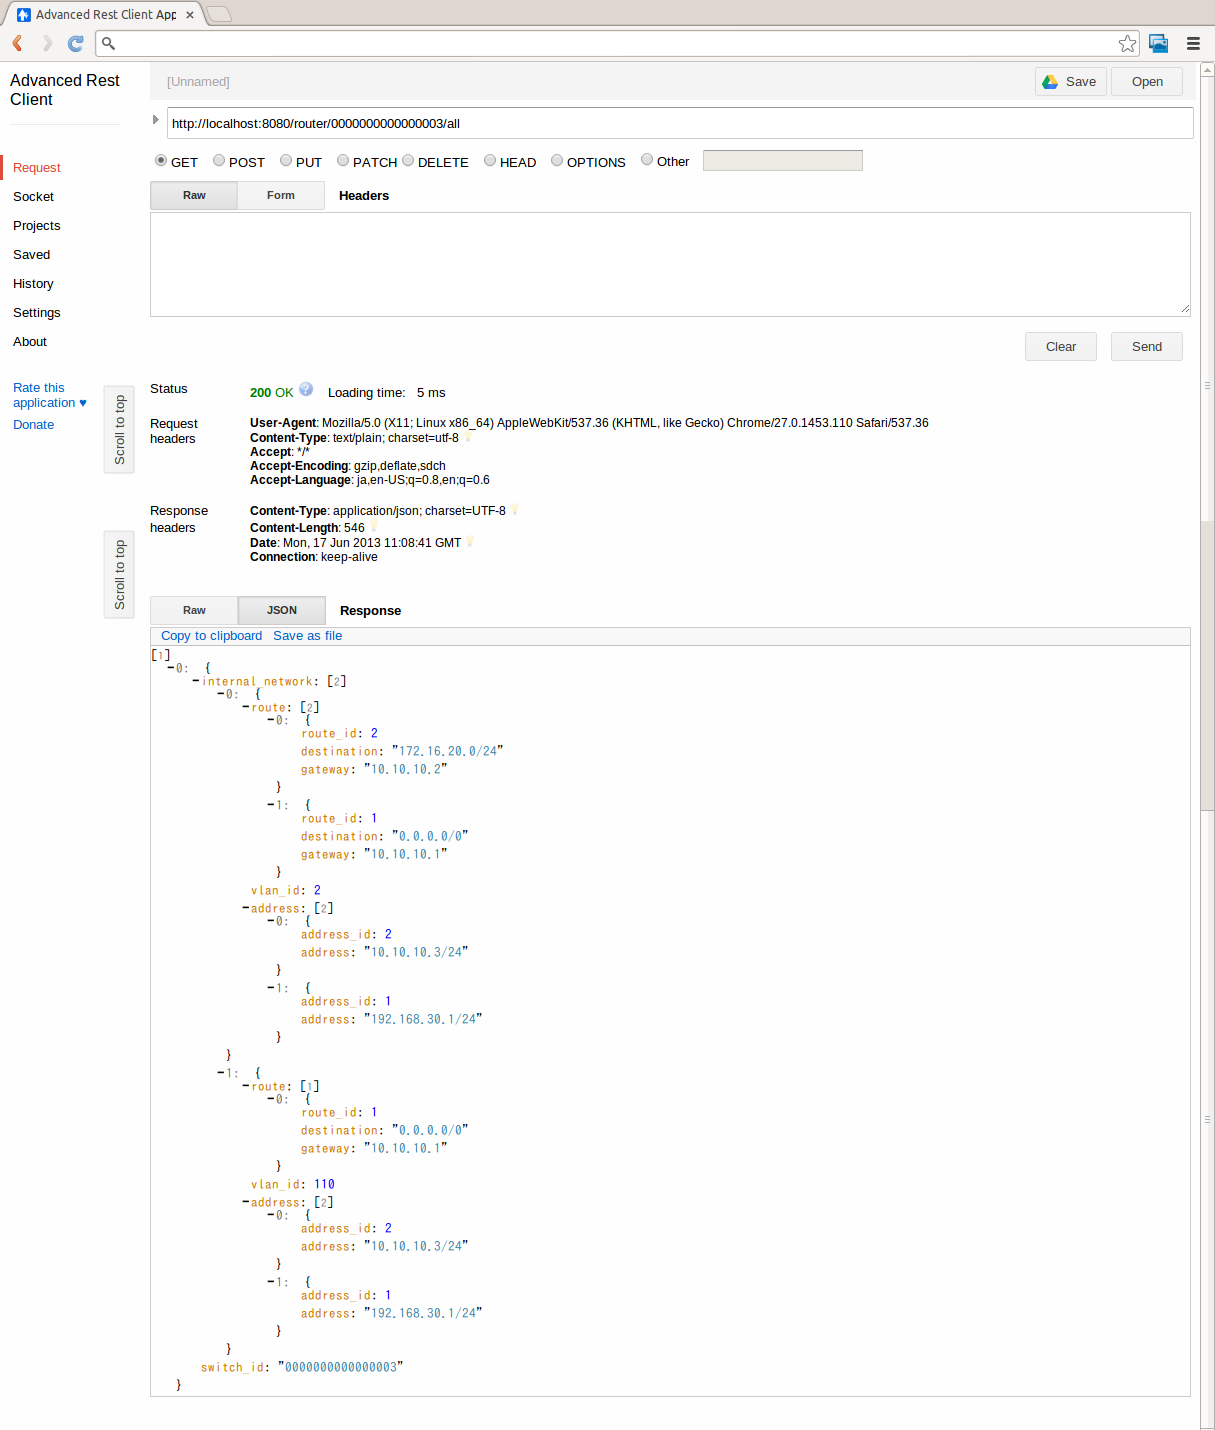 Advanced Rest Client App
Advanced Rest
Client
[Unnamed]
Save
Open
http://localhost:8080/router/0000000000000003/all
GET POST PUT PATCH DELETE HEAD OPTIONS Other
Raw Form Headers
Request
Socket
Projects
Saved
History
Settings
About
Rate this
application ♥
Donate
Scroll to top
Scroll to top
Clear
Send
Status
200 OK Loading time: 5 ms
Request
headers
User-Agent: Mozilla/5.0 (X11; Linux x86_64) AppleWebKit/537.36 (KHTML, like Gecko) Chrome/27.0.1453.110 Safari/537.36
Content-Type: text/plain; charset=utf-8
Accept: */*
Accept-Encoding: gzip,deflate,sdch
Accept-Language: ja,en-US;q=0.8,en;q=0.6
Response
headers
Content-Type: application/json; charset=UTF-8
Content-Length: 546
Date: Mon, 17 Jun 2013 11:08:41 GMT
Connection: keep-alive
Raw JSON Response
Copy to clipboard Save as file
[1]
-0: {
-internal_network: [2]
-0: {
-route: [2]
-0: {
route_id: 2
destination: "172.16.20.0/24"
gateway: "10.10.10.2"
}
-1: {
route_id: 1
destination: "0.0.0.0/0"
gateway: "10.10.10.1"
}
vlan_id: 2
-address: [2]
-0: {
address_id: 2
address: "10.10.10.3/24"
}
-1: {
address_id: 1
address: "192.168.30.1/24"
}
}
-1: {
-route: [1]
-0: {
route_id: 1
destination: "0.0.0.0/0"
gateway: "10.10.10.1"
}
vlan_id: 110
-address: [2]
-0: {
address_id: 2
address: "10.10.10.3/24"
}
-1: {
address_id: 1
address: "192.168.30.1/24"
}
}
switch_id: "0000000000000003"
}